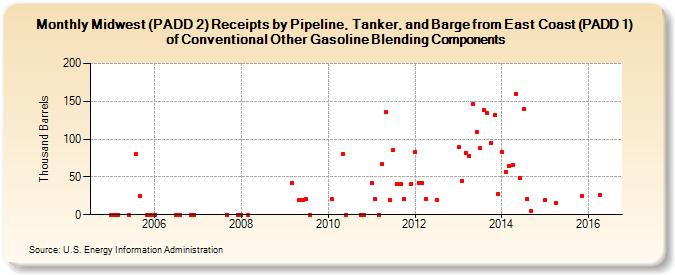 Monthly Midwest (PADD 2) Receipts by Pipeline, Tanker, and Barge from East Coast (PADD 1)
of Conventional Other Gasoline Blending Components
Thousand Barrels
200
150
100
50
0
2006 2008 2010 2012 2014 2016
Source: U.S. Energy Information Administration